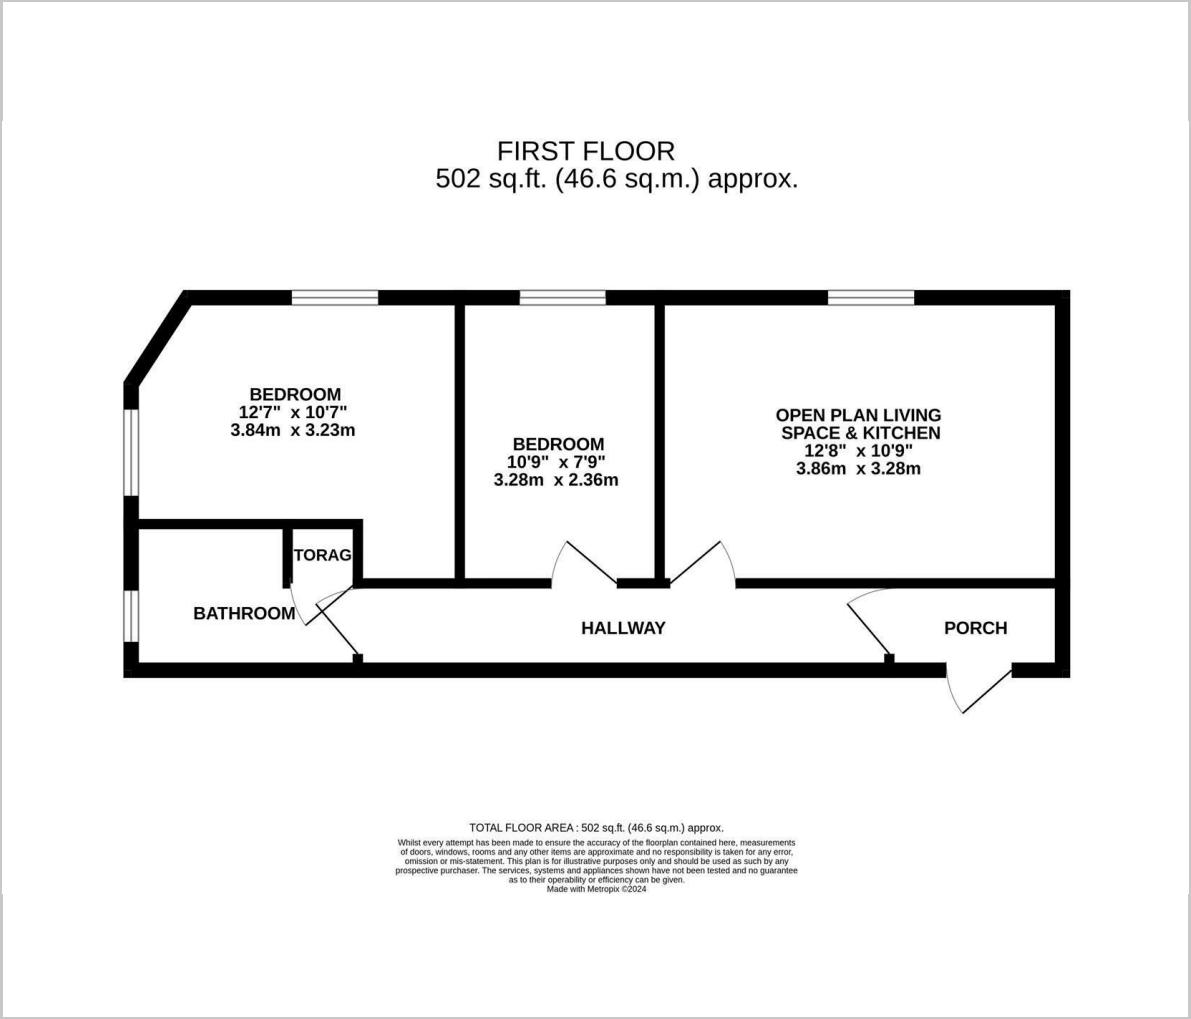 FIRST FLOOR
502 sq.ft. (46.6 sq.m.) approx.
BEDROOM
12'7" x 10'7"
3.84m x 3.23m
BEDROOM
10'9" x 7'9"
3.28m x 2.36m
OPEN PLAN LIVING
SPACE & KITCHEN
12'8" x 10'9"
3.86m x 3.28m
TORAG
BATHROOM
HALLWAY
PORCH
TOTAL FLOOR AREA : 502 sq.ft. (46.6 sq.m.) approx.
Whilst every attempt has been made to ensure the accuracy of the floorplan contained here, measurements
of doors, windows, rooms and any other items are approximate and no responsibility is taken for any error,
omission or mis-statement. This plan is for illustrative purposes only and should be used as such by any
prospective purchaser. The services, systems and appliances shown have not been tested and no guarantee
as to their operability or efficiency can be given.
Made with Metropix ©2024